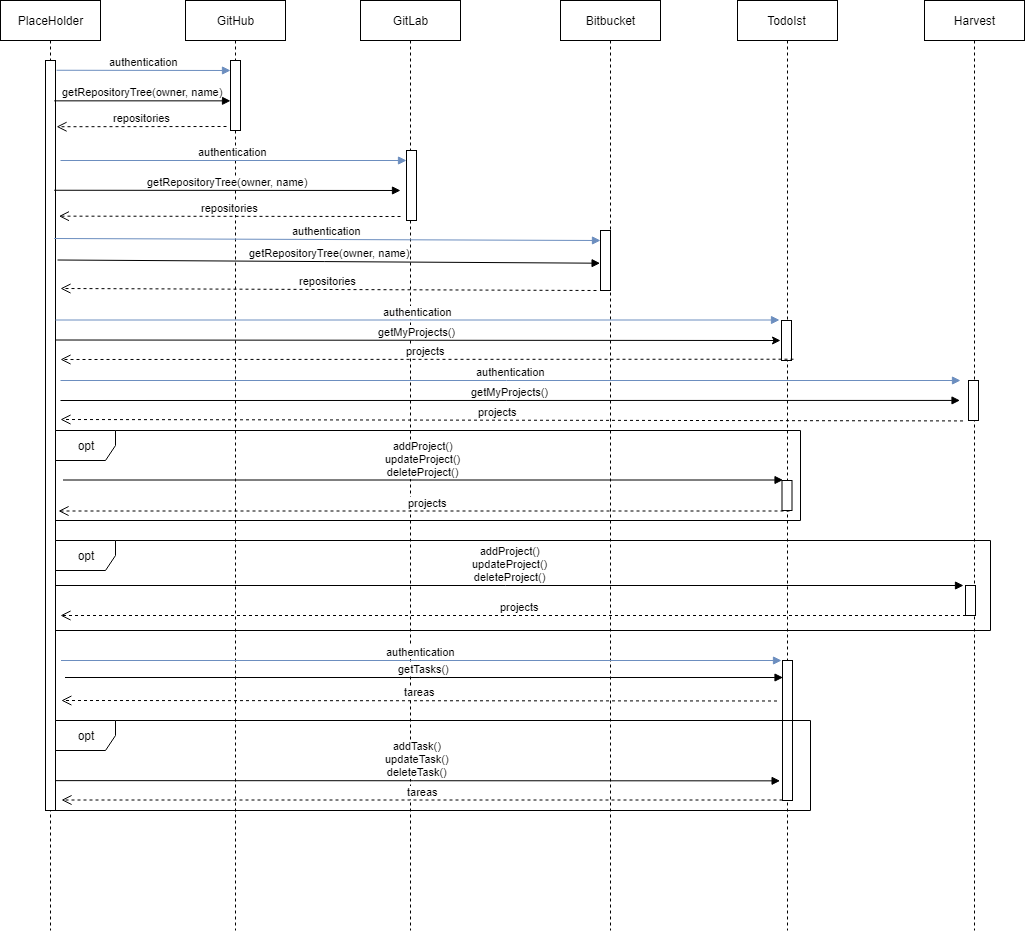 PlaceHolder
GitHub
GitLab
Bitbucket
TodoIst
Harvest
authentication
getRepositoryTree(owner, name)
repositories
authentication
getRepositoryTree(owner, name)
repositories
authentication
getRepositoryTree(owner, name)
repositories
authentication
getMyProjects()
projects
authentication
getMyProjects()
projects
opt
addProject()
updateProject()
deleteProject()
projects
opt
addProject()
updateProject()
deleteProject()
projects
authentication
getTasks()
tareas
opt
addTask()
updateTask()
deleteTask()
tareas